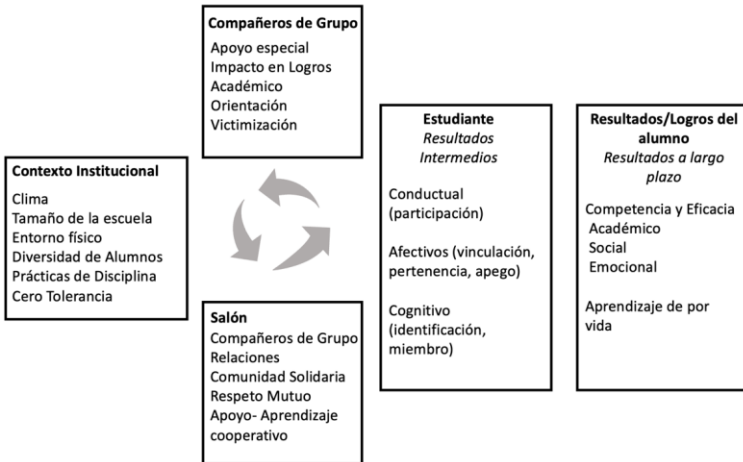 Compañeros de Grupo
Apoyo especial
Impacto en Logros
Académico
Orientación
Victimización
Contexto Institucional
Clima
Tamaño de la escuela
Entorno físico
Diversidad de Alumnos
Prácticas de Disciplina
Cero Tolerancia
Salón
Compañeros de Grupo
Relaciones
Comunidad Solidaria
Respeto Mutuo
Apoyo- Aprendizaje
cooperativo
Estudiante
Resultados
Intermedios
Conductual
(participación)
Afectivos (vinculación,
pertenencia, apego)
Cognitivo
(identificación,
miembro)
Resultados/Logros del
alumno
Resultados a largo
plazo
Competencia y Eficacia
Académico
Social
Emocional
Aprendizaje de por
vida